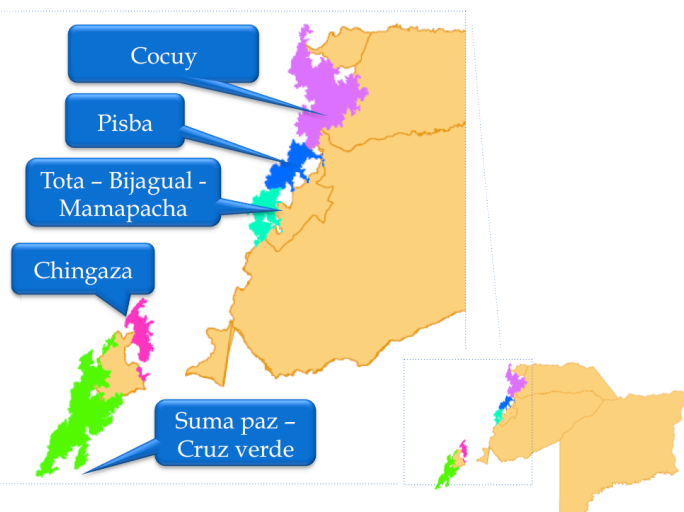 Cocuy
Pisba
Tota – Bijagual -
Mamapacha
Chingaza
Suma paz –
Cruz verde